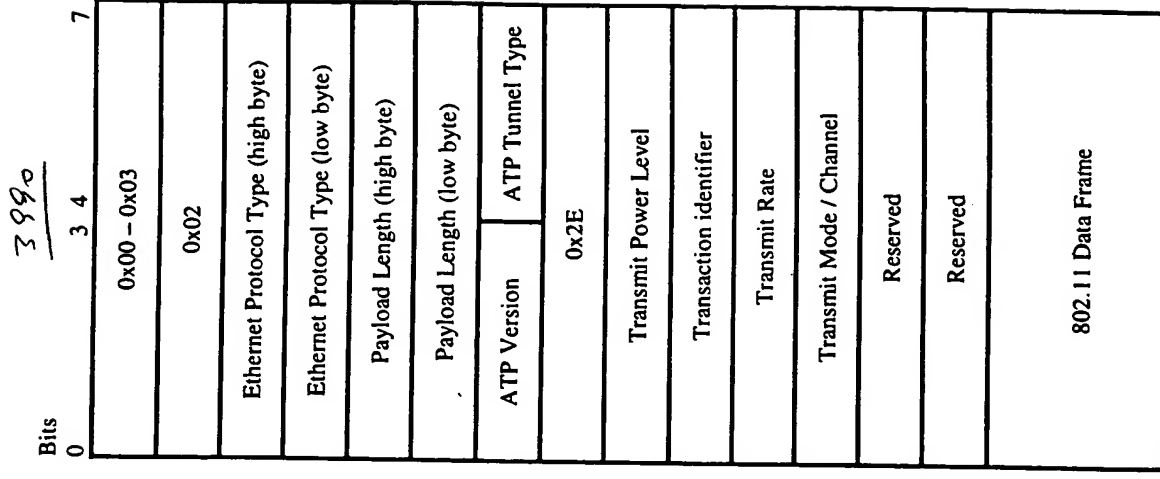 3990
Bits
0 3 4 7
0x00 – 0x03
0x02
Ethernet Protocol Type (high byte)
Ethernet Protocol Type (low byte)
Payload Length (high byte)
Payload Length (low byte)
ATP Version ATP Tunnel Type
0x2E
Transmit Power Level
Transaction identifier
Transmit Rate
Transmit Mode / Channel
Reserved
Reserved
802.11 Data Frame